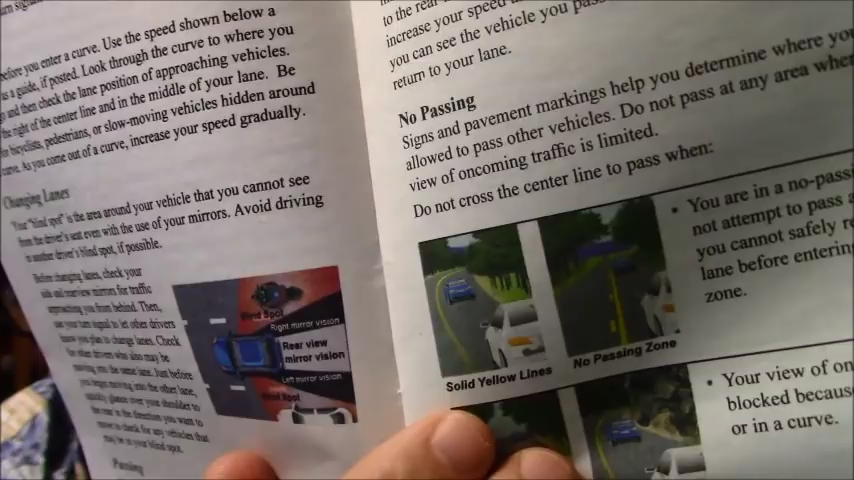 turn signa
before you enter a curve. Use the speed shown below a
as a guide, if posted. Look through the curve to where you
go and then check the lane position of approaching vehicles.
the right of the center line and in the middle of your lane. Be
for bicyclists, pedestrians, or slow-moving vehicles hidden around
curve. As you come out of a curve, increase your speed gradually.
Changing Lanes
Your "blind spot" is the area around your vehicle that you cannot see
from the driver's seat even with the use of your mirrors. Avoid driving
in another driver's blind spot, if possible.
Before changing lanes, check your
side and rearview mirrors for traffic
approaching you from behind. Then,
use your turn signal to let other drivers
know you plan to change lanes. Check
for other drivers who also may be
moving into the same lane. Just before
you begin moving into the other lane,
quickly glance over your shoulder to
the rear in the direction you want to
move to check for any vehicles that
may be in your blind spot.
Blind Spot
Right mirror vision
Rear view
mirror vision
Left mirror vision
Blind Spot
Passing
to the rear
increase your speed
you can see the vehicle you pas
return to your lane.
No Passing
Signs and pavement markings help you determine where you
allowed to pass other vehicles. Do not pass at any area where
view of oncoming traffic is limited.
Do not cross the center line to pass when:
Solid Yellow Lines
No Passing Zone
• You are in a no-passi
not attempt to pass a
you cannot safely re
lane before entering
zone.
• Your view of on
blocked because
or in a curve.